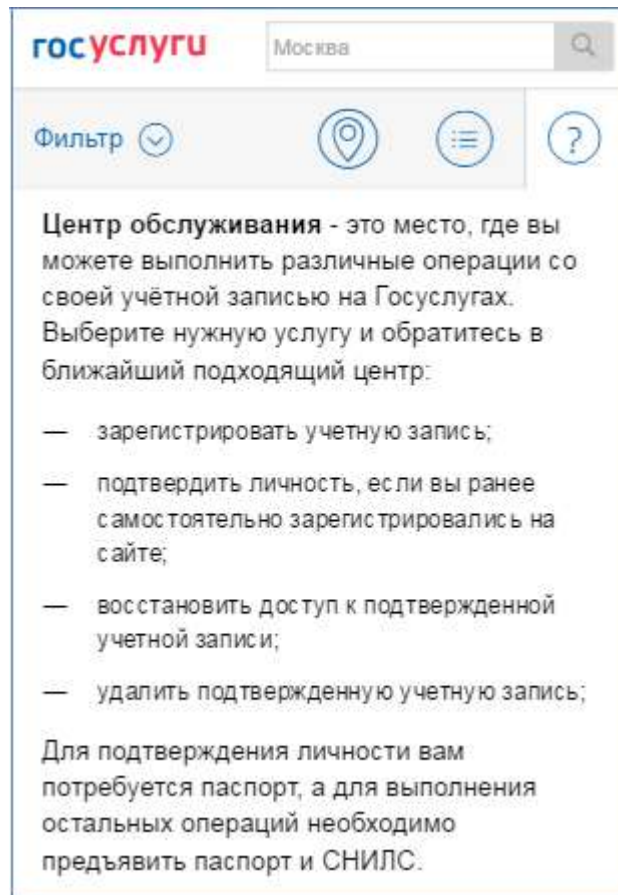 госуслуги
Москва
Фильтр
?
Центр обслуживания - это место, где вы
можете выполнить различные операции со
своей учётной записью на Госуслугах.
Выберите нужную услугу и обратитесь в
ближайший подходящий центр:
— зарегистрировать учетную запись;
— подтвердить личность, если вы ранее
самостоятельно зарегистрировались на
сайте;
— восстановить доступ к подтвержденной
учетной записи;
— удалить подтвержденную учетную запись;
Для подтверждения личности вам
потребуется паспорт, а для выполнения
остальных операций необходимо
предъявить паспорт и СНИЛС.